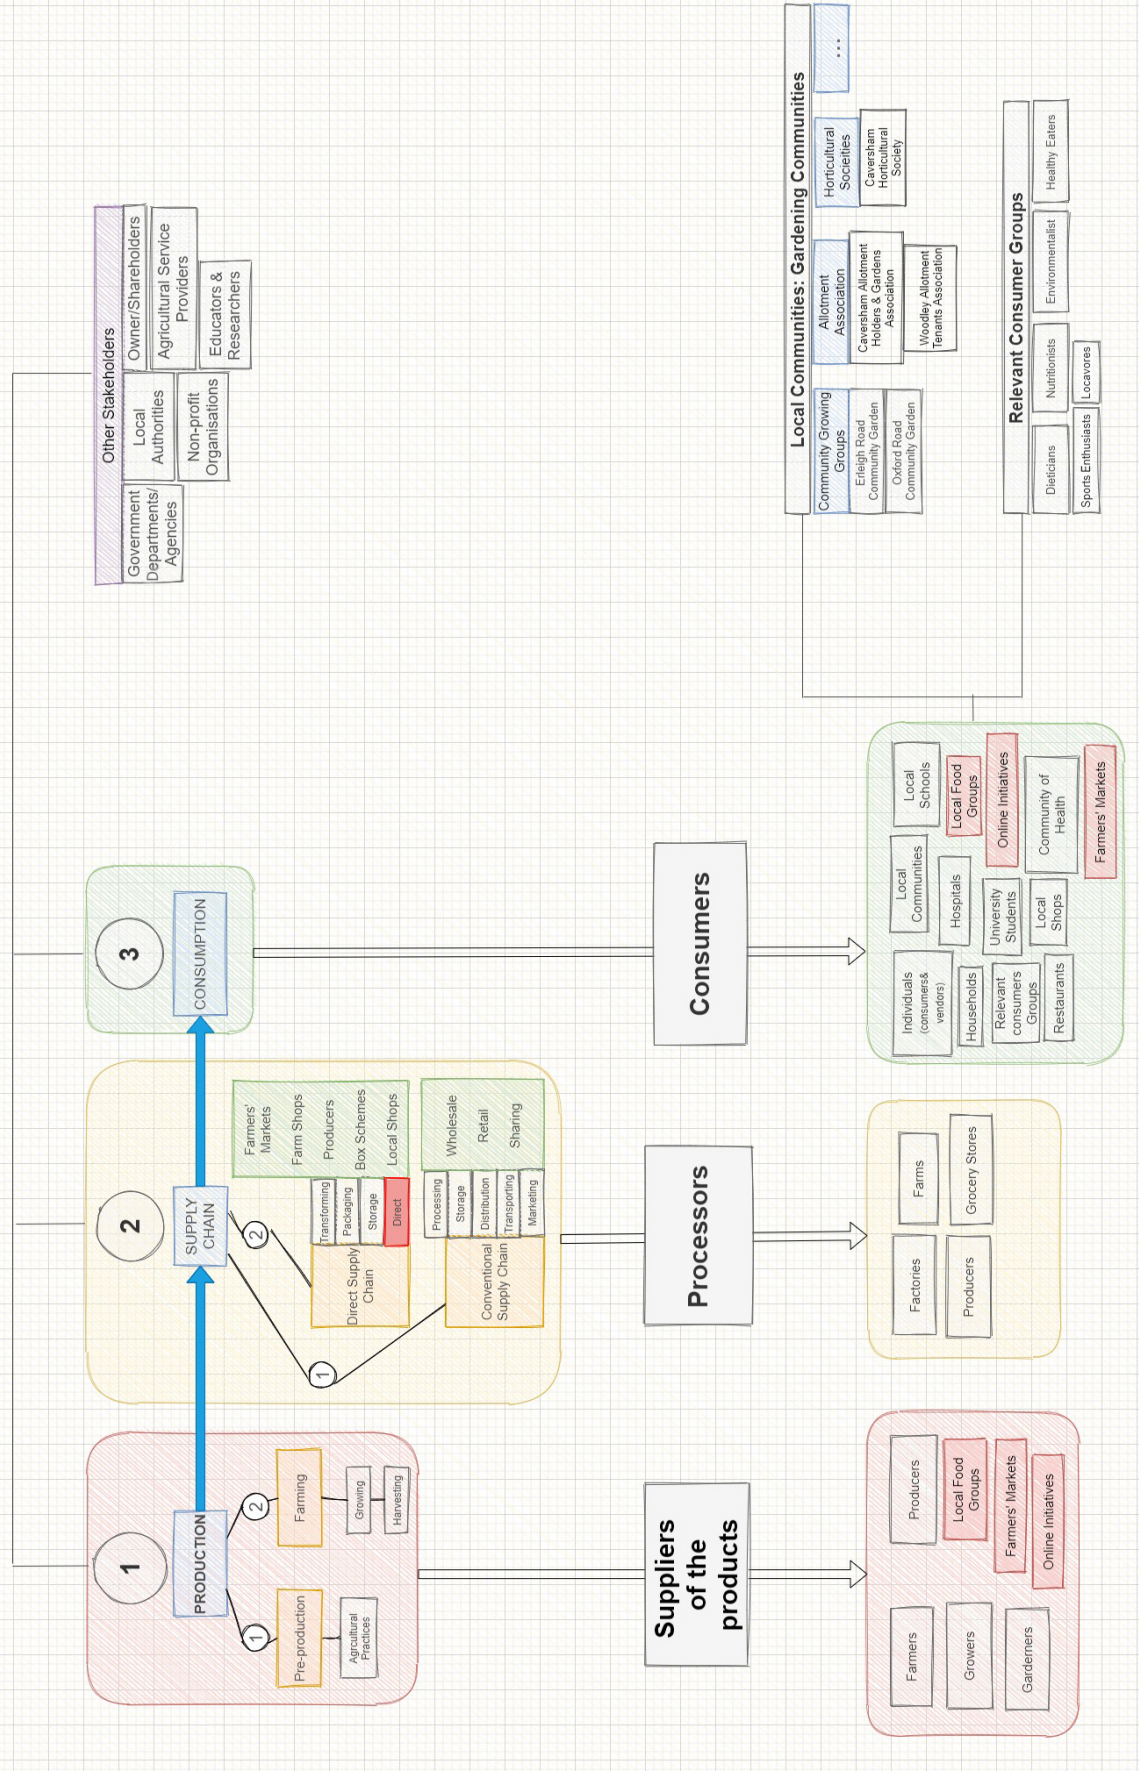 Other Stakeholders
Government
Departments/
Agencies
Local
Authorities
Non-profit
Organisations
Owner/Shareholders
Agricultural Service
Providers
Educators &
Researchers
1
PRODUCTION
1
Pre-production
Agrcultural
Practices
2
Farming
Growing
Harvesting
2
SUPPLY
CHAIN
2
Direct Supply
Chain
Transforming
Packaging
Storage
Direct
Farmers'
Markets
Farm Shops
Producers
Box Schemes
Local Shops
1
Conventional
Supply Chain
Processing
Storage
Distribution
Transporting
Marketing
Wholesale
Retail
Sharing
3
CONSUMPTION
Suppliers
of the
products
Processors
Consumers
Farmers
Growers
Garderners
Producers
Local Food
Groups
Farmers' Markets
Online Initiatives
Factories
Producers
Farms
Grocery Stores
Individuals
(consumers&
vendors)
Households
Relevant
consumers
Groups
Restaurants
Local
Communities
Hospitals
University
Students
Local
Shops
Local
Schools
Local Food
Groups
Online Initiatives
Community of
Health
Farmers' Markets
Local Communities: Gardening Communities
Community Growing
Groups
Erleigh Road
Community Garden
Oxford Road
Community Garden
Allotment
Association
Caversham Allotment
Holders & Gardens
Association
Woodley Allotment
Tenants Association
Horticultural
Socieities
Caversham
Horticultural
Society
...
Relevant Consumer Groups
Dieticians
Nutritionists
Environmentalist
Healthy Eaters
Sports Enthusiasts
Locavores